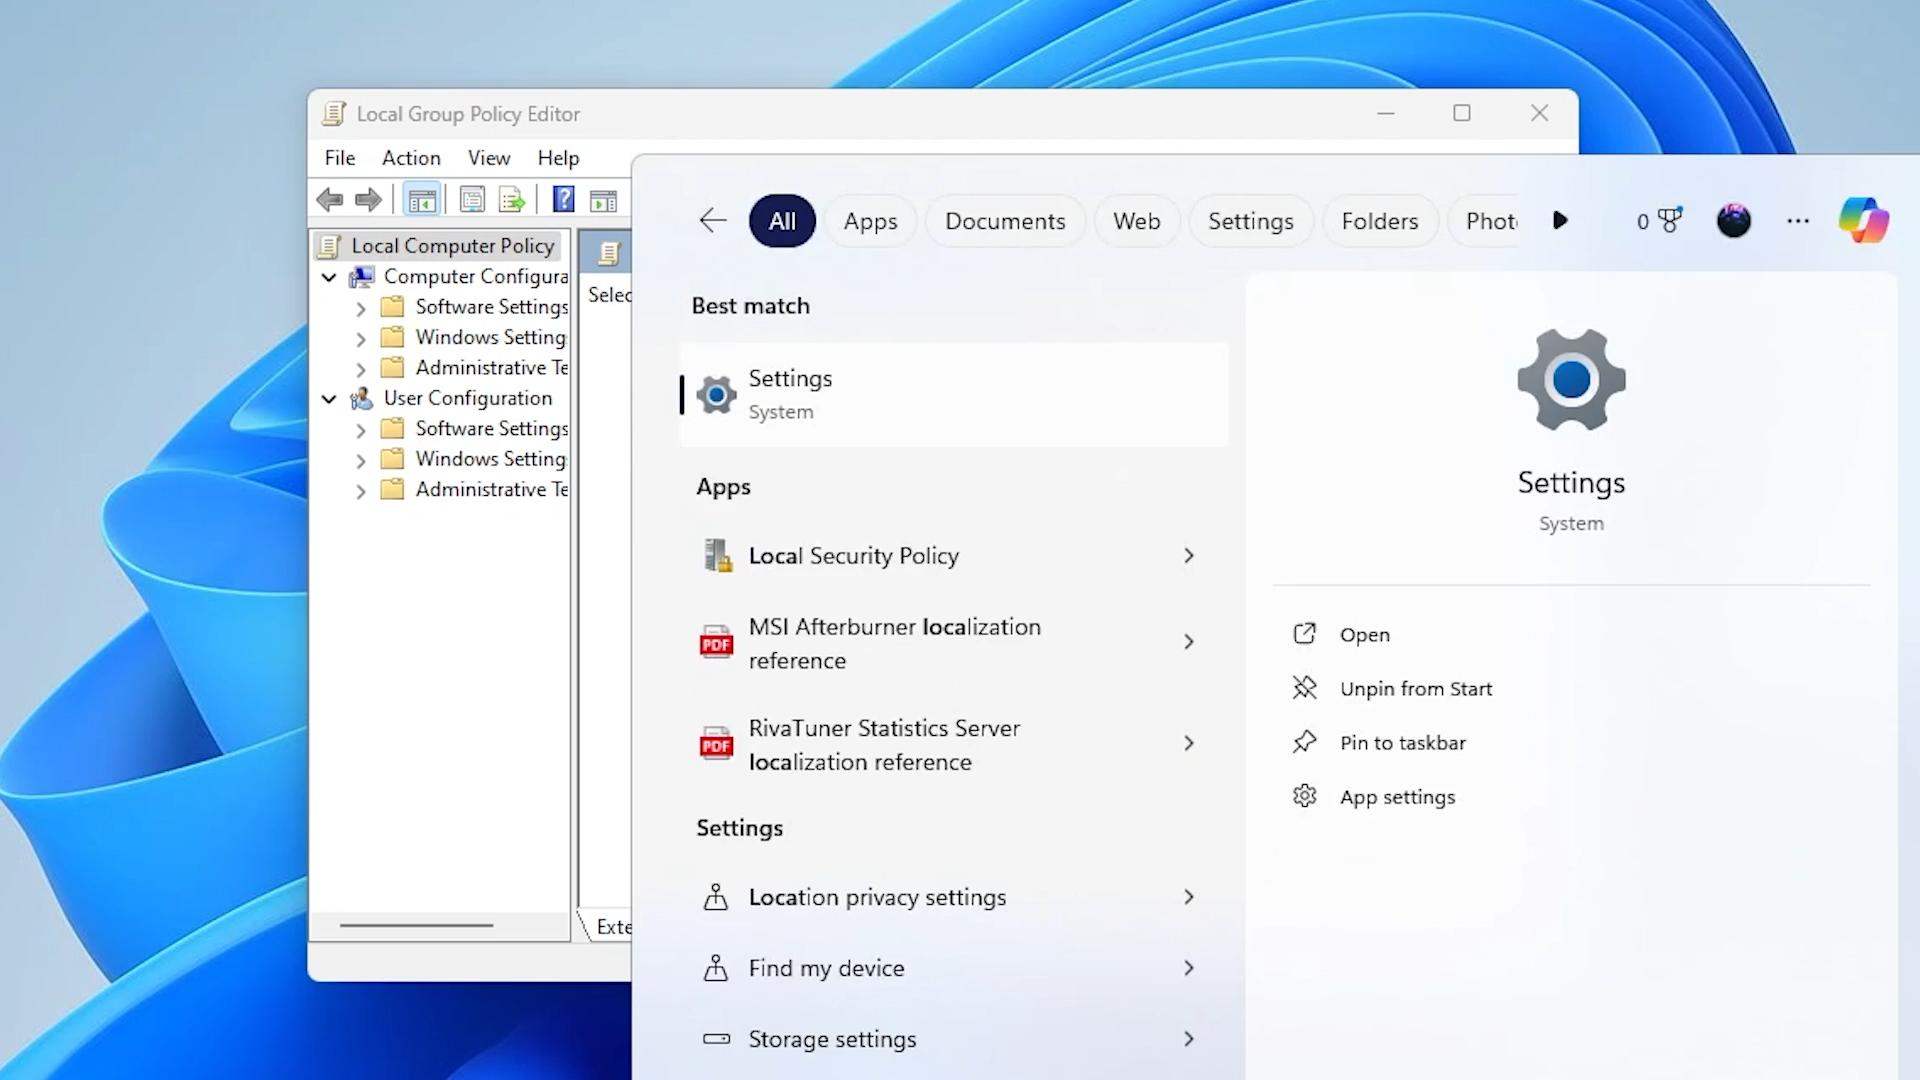 Local Group Policy Editor
File Action View Help
Local Computer Policy
Computer Configura
Software Settings
Windows Setting
Administrative Te
User Configuration
Software Settings
Windows Setting
Administrative Te
Selec
Exte
All Apps Documents Web Settings Folders Phot
0
Best match
Settings
System
Apps
Local Security Policy
MSI Afterburner localization
reference
PDF
RivaTuner Statistics Server
localization reference
PDF
Settings
Location privacy settings
Find my device
Storage settings
Settings
System
Open
Unpin from Start
Pin to taskbar
App settings